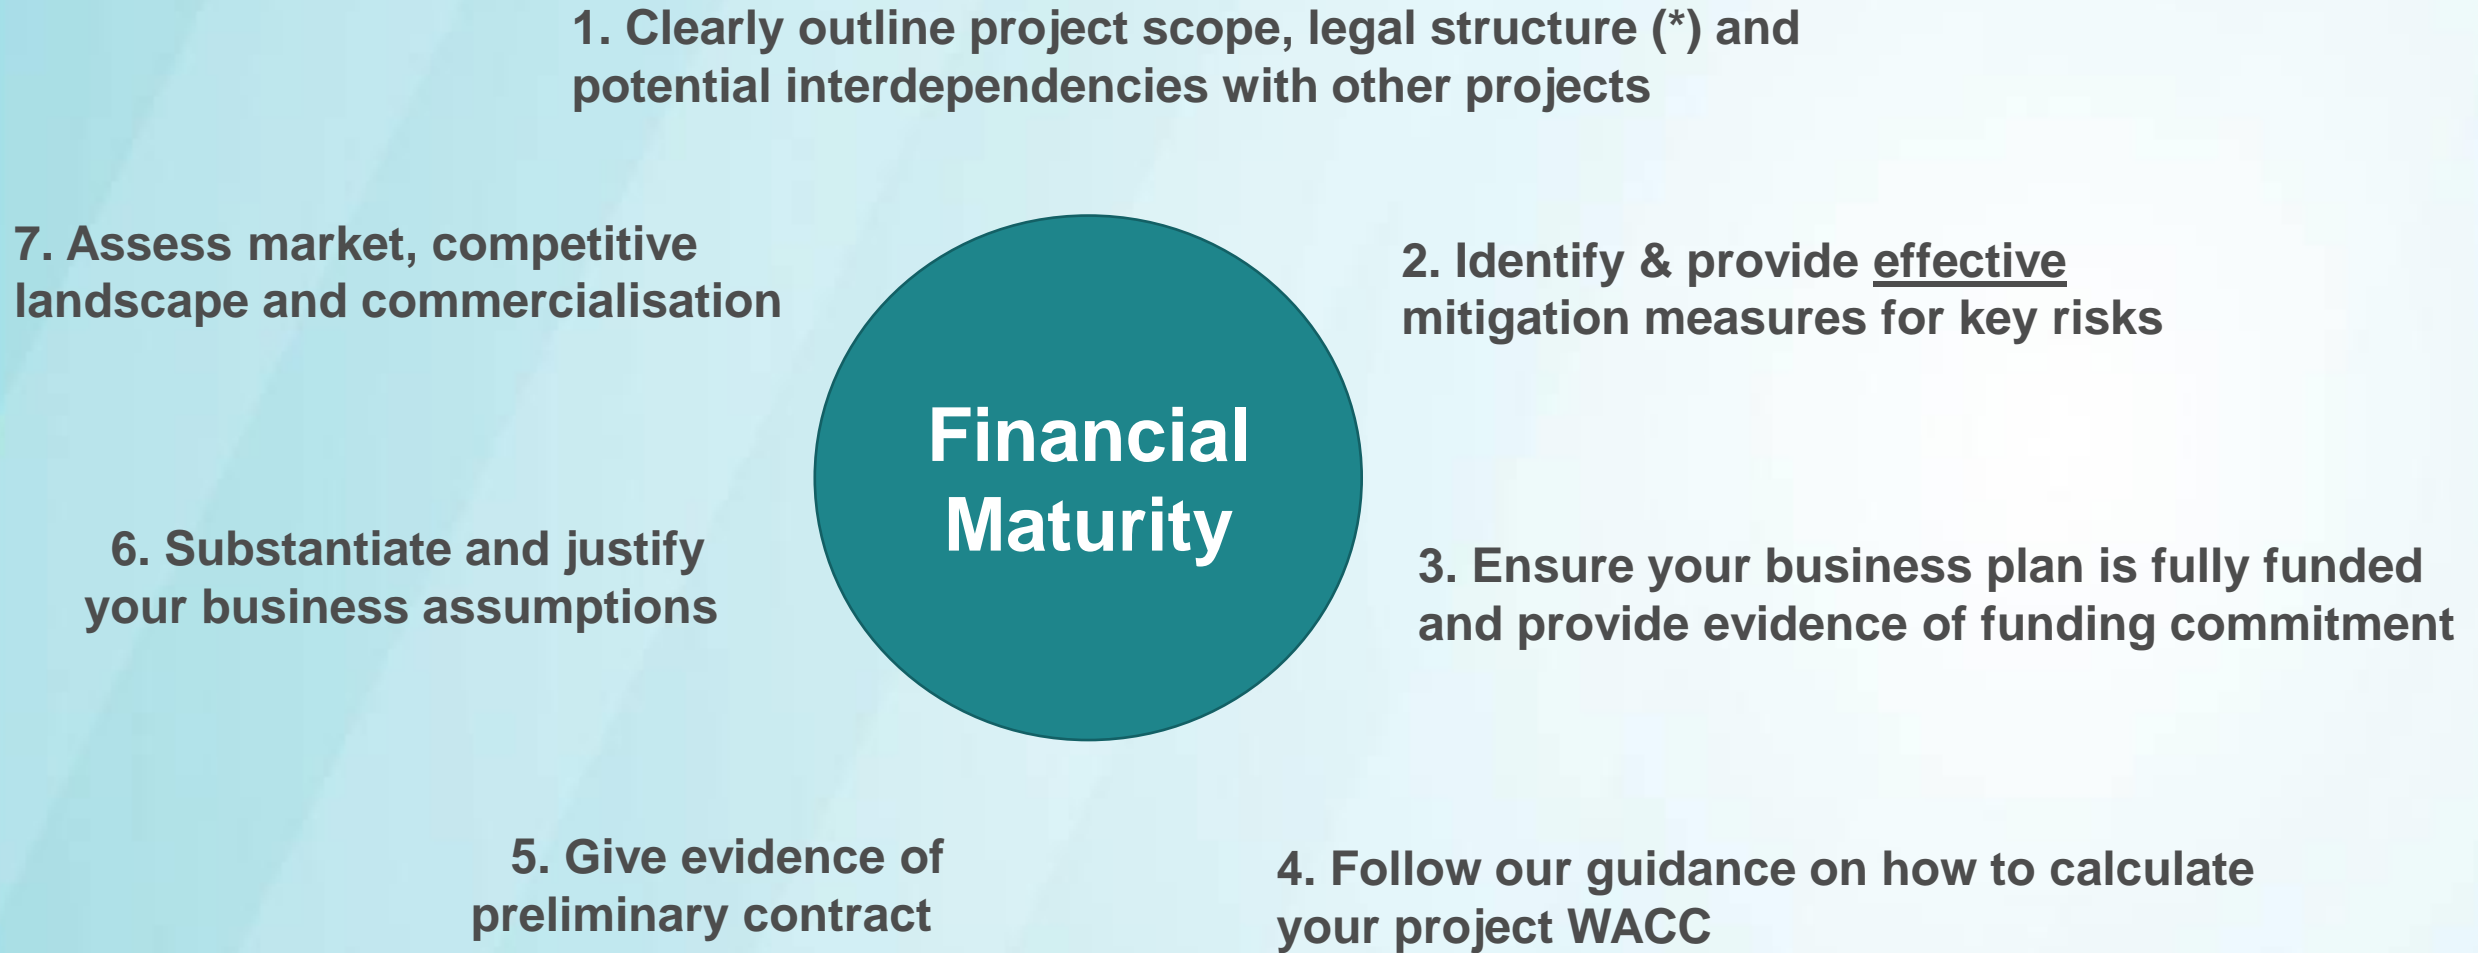 1. Clearly outline project scope, legal structure (*) and
potential interdependencies with other projects
7. Assess market, competitive
landscape and commercialisation
2. Identify & provide effective
mitigation measures for key risks
Financial
Maturity
6. Substantiate and justify
your business assumptions
3. Ensure your business plan is fully funded
and provide evidence of funding commitment
5. Give evidence of
preliminary contract
4. Follow our guidance on how to calculate
your project WACC